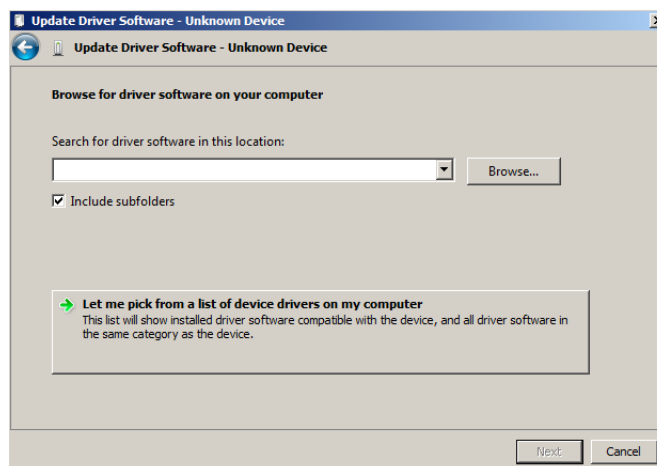 Update Driver Software - Unknown Device
Update Driver Software - Unknown Device
Browse for driver software on your computer
Search for driver software in this location:
Browse...
Include subfolders
Let me pick from a list of device drivers on my computer
This list will show installed driver software compatible with the device, and all driver software in
the same category as the device.
Next
Cancel